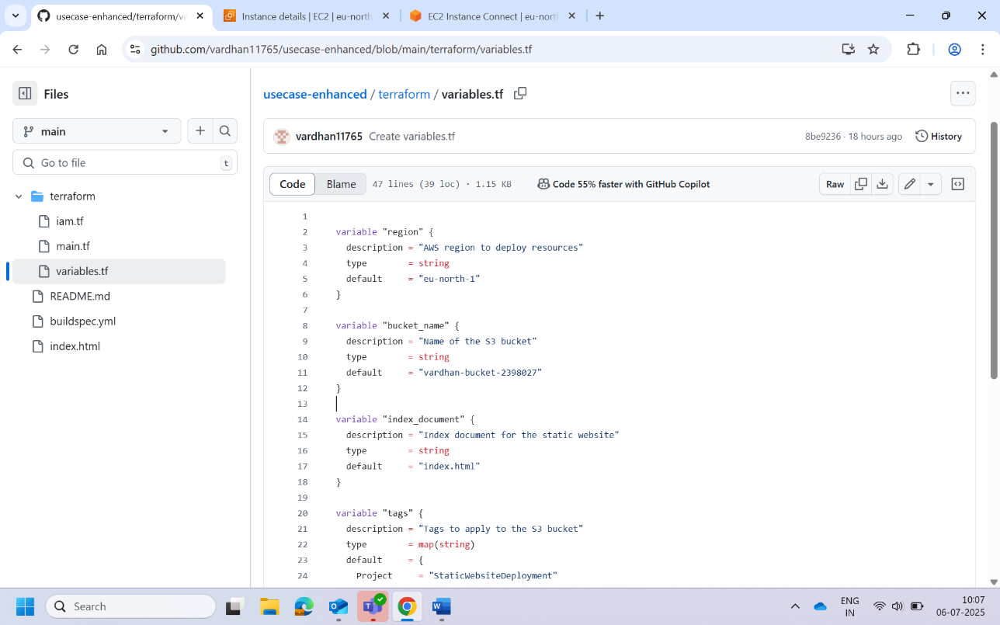 usecase-enhanced/terraform/va
Instance details | EC2 | eu-north
EC2 Instance Connect | eu-nort
github.com/vardhan11765/usecase-enhanced/blob/main/terraform/variables.tf
Files
main
Go to file
t
terraform
iam.tf
main.tf
variables.tf
README.md
buildspec.yml
index.html
usecase-enhanced / terraform / variables.tf
vardhan11765 Create variables.tf
8be9236 · 18 hours ago
History
Code
Blame
47 lines (39 loc) · 1.15 KB
Code 55% faster with GitHub Copilot
Raw
1
2 variable "region" {
3 description = "AWS region to deploy resources"
4 type = string
5 default = "eu-north-1"
6 }
7
8 variable "bucket_name" {
9 description = "Name of the S3 bucket"
10 type = string
11 default = "vardhan-bucket-2398027"
12 }
13
14 variable "index_document" {
15 description = "Index document for the static website"
16 type = string
17 default = "index.html"
18 }
19
20 variable "tags" {
21 description = "Tags to apply to the S3 bucket"
22 type = map(string)
23 default = {
24 Project = "StaticWebsiteDeployment"
Search
ENG
IN
10:07
06-07-2025